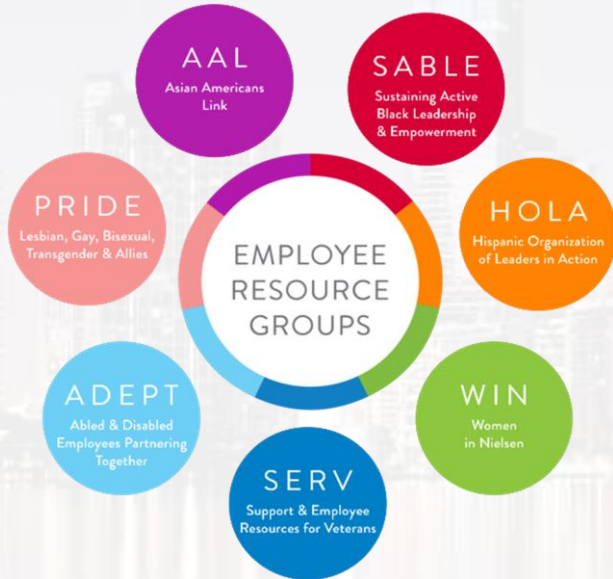 AAL
Asian Americans
Link
SABLE
Sustaining Active
Black Leadership
& Empowerment
PRIDE
Lesbian, Gay, Bisexual,
Transgender & Allies
EMPLOYEE
RESOURCE
GROUPS
HOLA
Hispanic Organization
of Leaders in Action
ADEPT
Abled & Disabled
Employees Partnering
Together
WIN
Women
in Nielsen
SERV
Support & Employee
Resources for Veterans